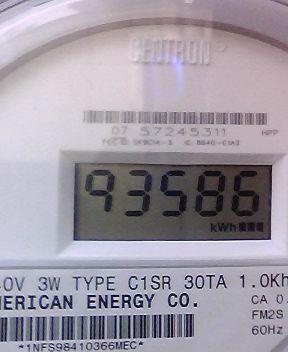 CENTRON
07 57245311 HPP
93586
kWh
0V 3W TYPE C1SR 30TA 1.0Kh
MERICAN ENERGY CO.
CA 0.
FM2S
60Hz
*1NFS98410366MEC*